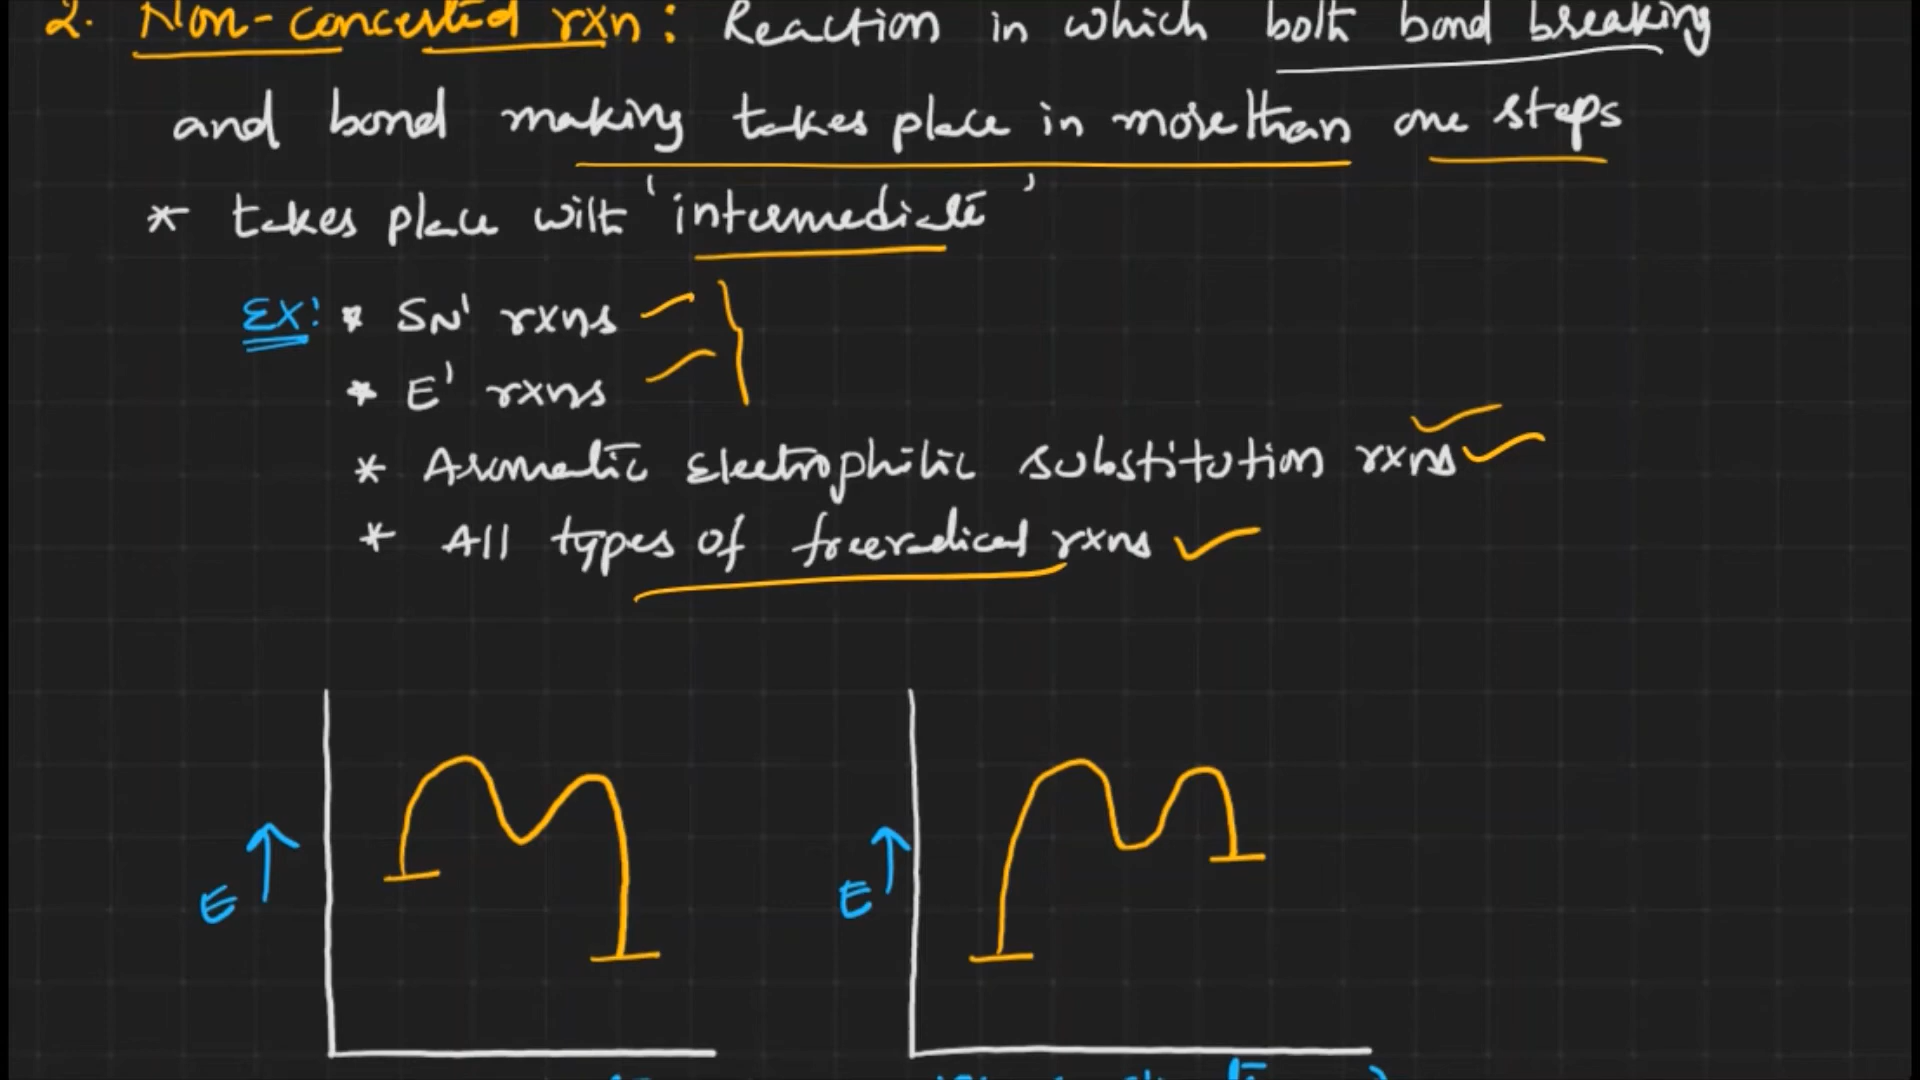 2. Non-concerted rxn : Reaction in which both bond breaking
and bond making takes place in more than one steps
* takes place with 'intermediate'
Ex: * SN' rxns
* E' rxns
* Aromatic Electrophilic substitution rxns
* All types of freeradical rxns
E E